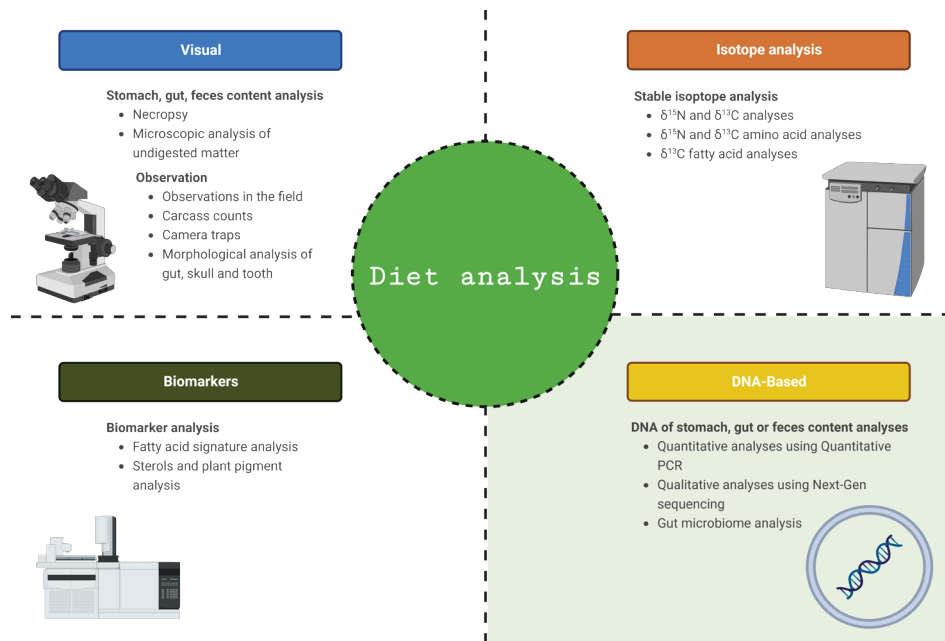 Visual
Stomach, gut, feces content analysis
• Necropsy
• Microscopic analysis of
undigested matter
Observation
• Observations in the field
• Carcass counts
• Camera traps
• Morphological analysis of
gut, skull and tooth
Isotope analysis
Stable isoptope analysis
• δ¹⁵N and δ¹³C analyses
• δ¹⁵N and δ¹³C amino acid analyses
• δ¹³C fatty acid analyses
Diet analysis
Biomarkers
Biomarker analysis
• Fatty acid signature analysis
• Sterols and plant pigment
analysis
DNA-Based
DNA of stomach, gut or feces content analyses
• Quantitative analyses using Quantitative
PCR
• Qualitative analyses using Next-Gen
sequencing
• Gut microbiome analysis